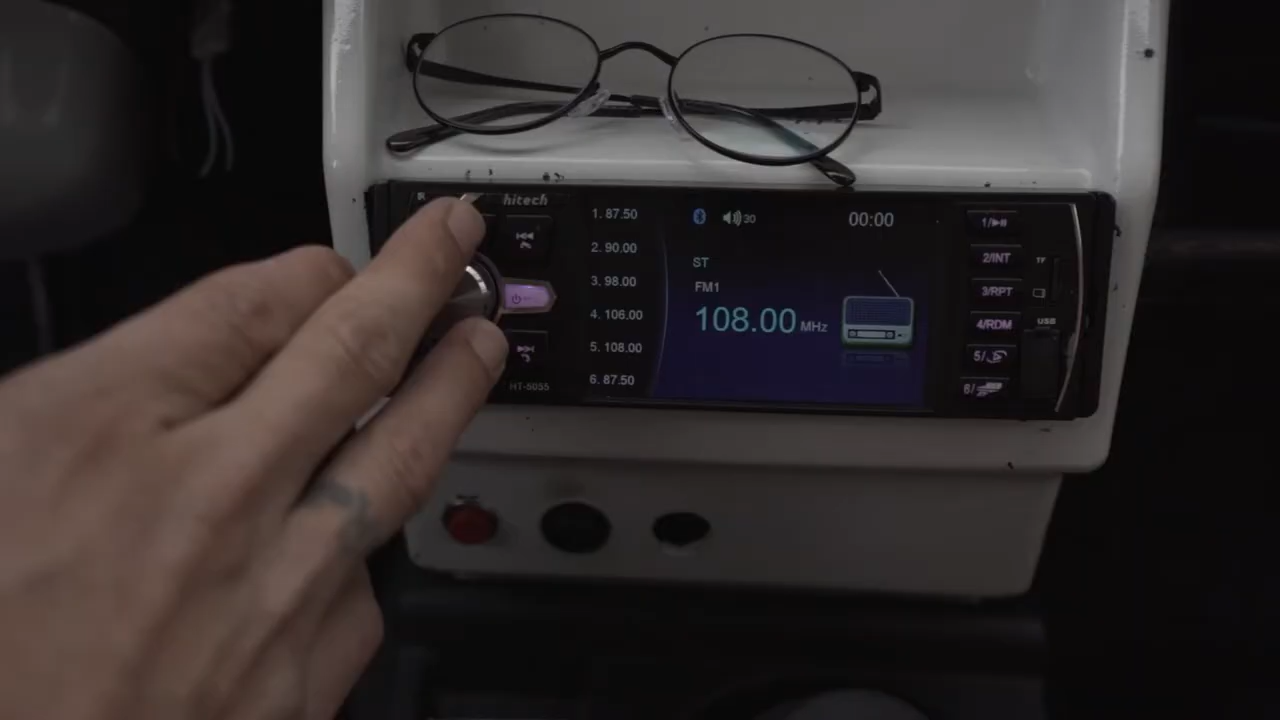 hitech
1. 87.50
2. 90.00
3. 98.00
4. 106.00
5. 108.00
6. 87.50
30
00:00
ST
FM1
108.00 MHz
1/
2/INT
3/RPT
4/RDM
5/
6/
TF
USB
HT-5055